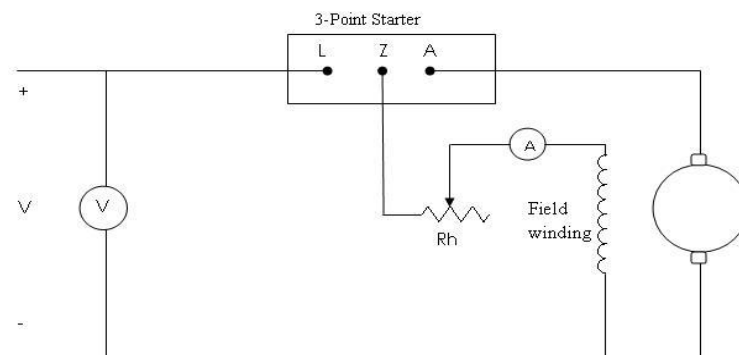 3-Point Starter
L Z A
+
A
V
V
Field
winding
Rh
-